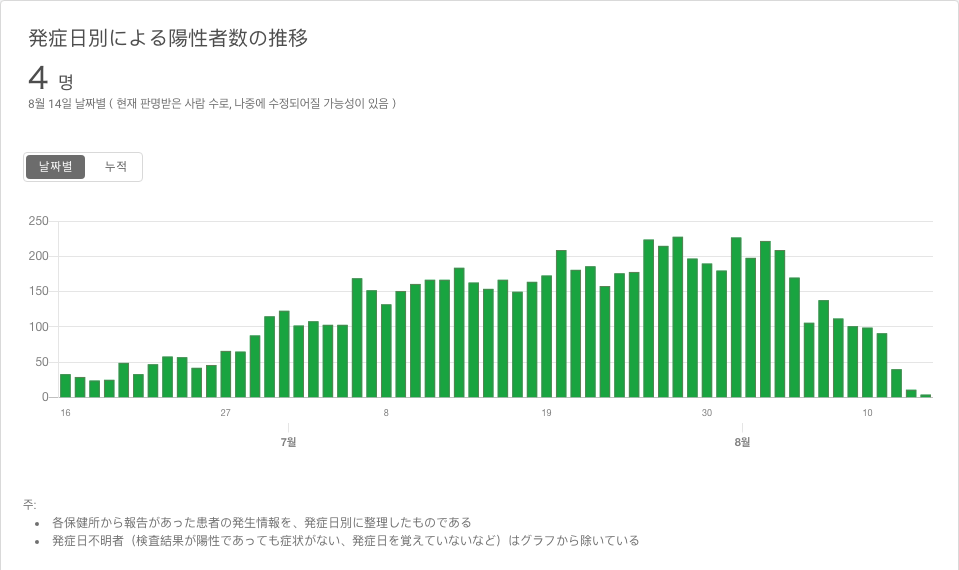 発症日別による陽性者数の推移
4 명
8월 14일 날짜별 ( 현재 판명받은 사람 수로, 나중에 수정되어질 가능성이 있음 )
날짜별 누적
250
200
150
100
50
0
16 27 8 19 30 10
7월 8월
주:
• 各保健所から報告があった患者の発生情報を、発症日別に整理したものである
• 発症日不明者（検査結果が陽性であっても症状がない、発症日を覚えていないなど）はグラフから除いている